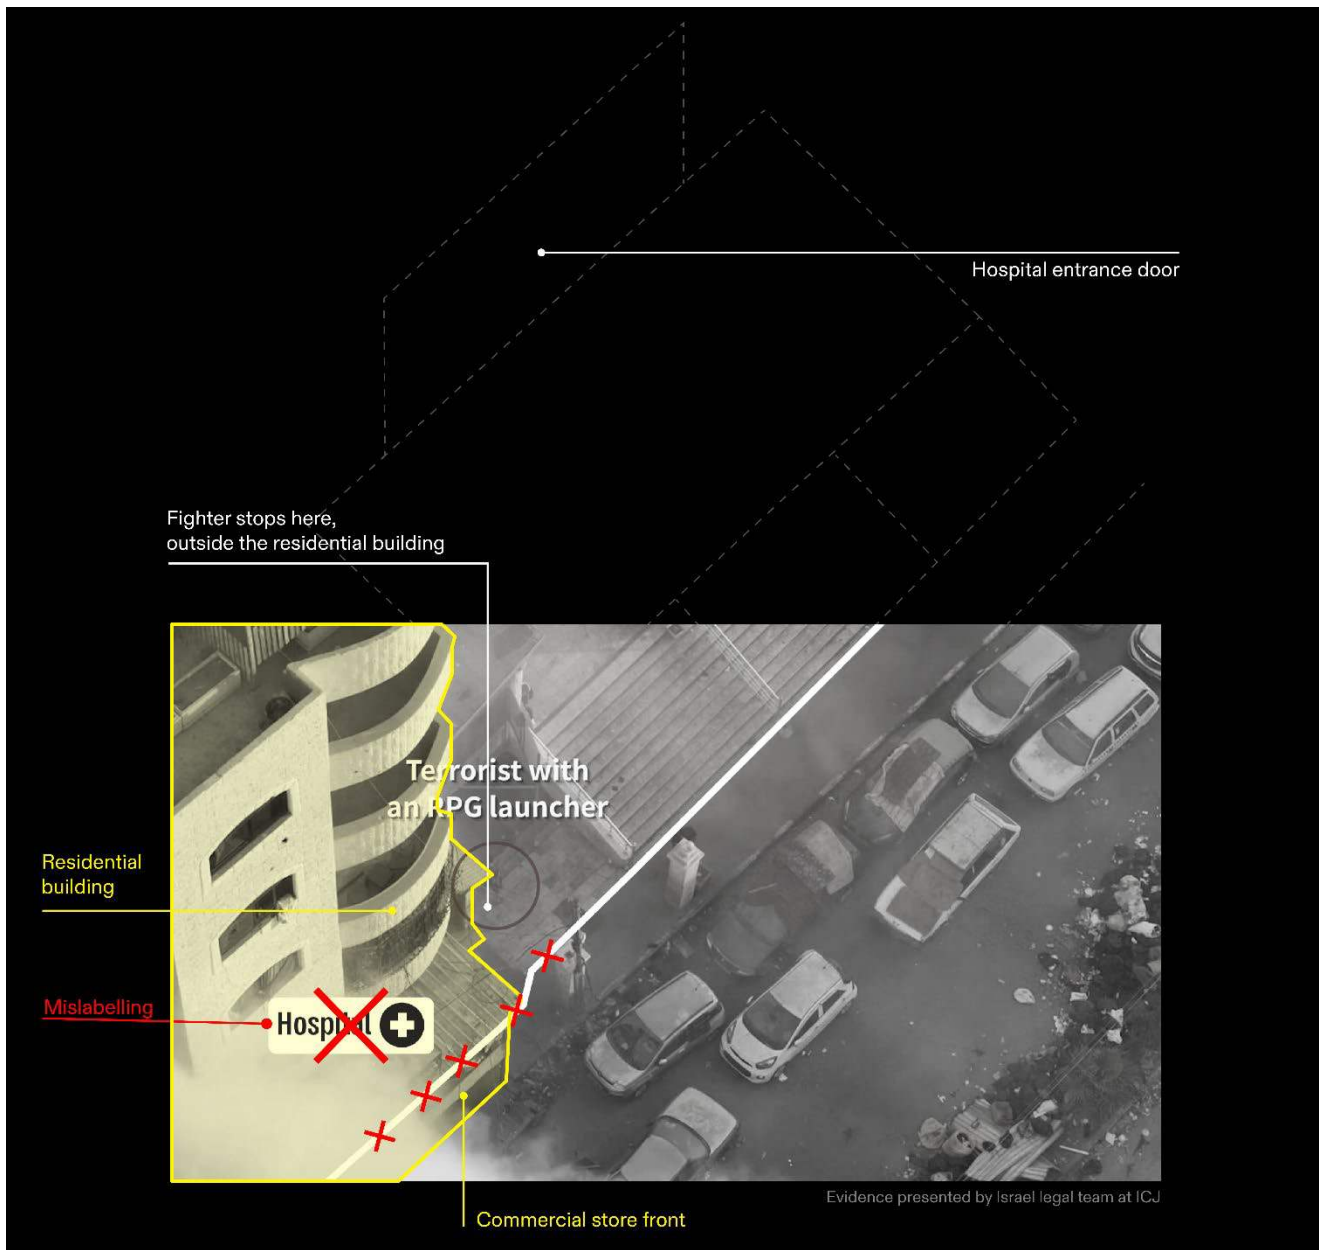 Hospital entrance door
Fighter stops here,
outside the residential building
Terrorist with
an RPG launcher
Residential
building
Mislabelling
Hospital
Evidence presented by Israel legal team at ICJ
Commercial store front